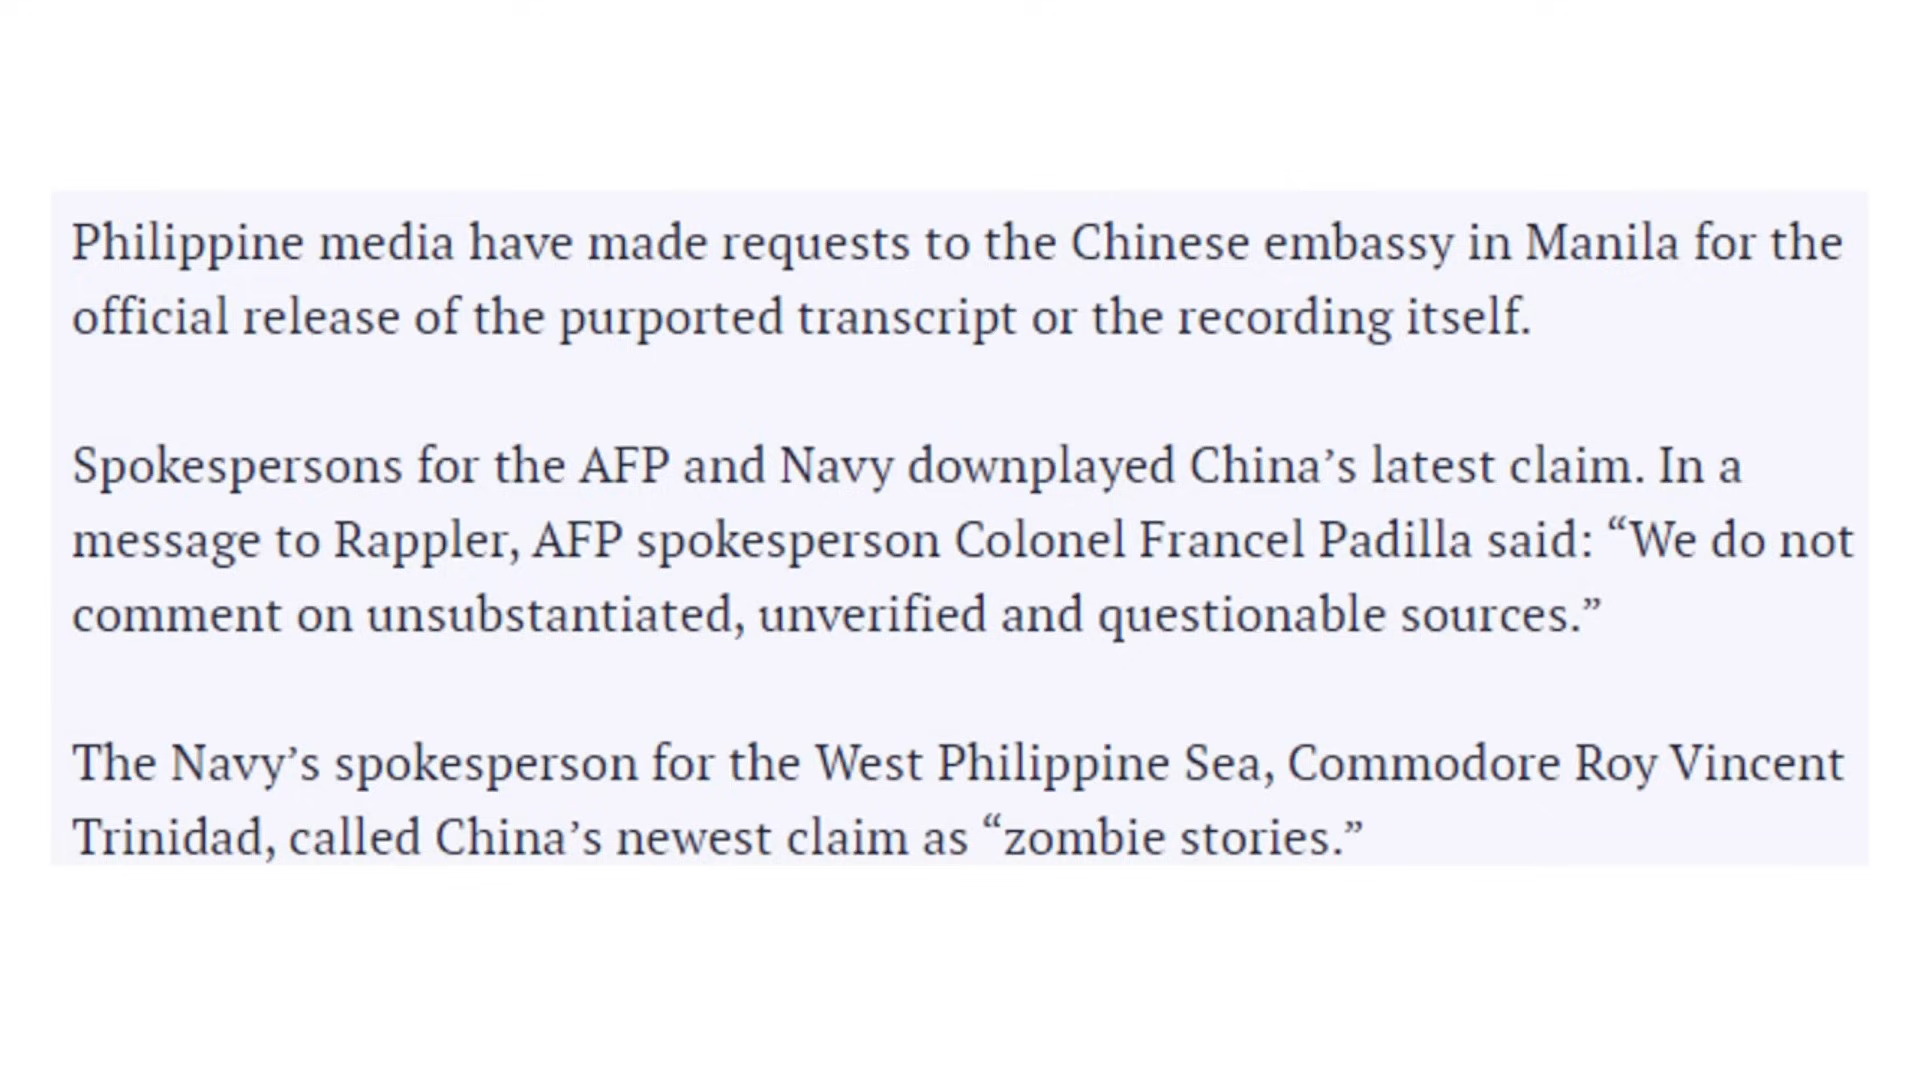 Philippine media have made requests to the Chinese embassy in Manila for the
official release of the purported transcript or the recording itself.
Spokespersons for the AFP and Navy downplayed China’s latest claim. In a
message to Rappler, AFP spokesperson Colonel Francel Padilla said: “We do not
comment on unsubstantiated, unverified and questionable sources.”
The Navy’s spokesperson for the West Philippine Sea, Commodore Roy Vincent
Trinidad, called China’s newest claim as “zombie stories.”